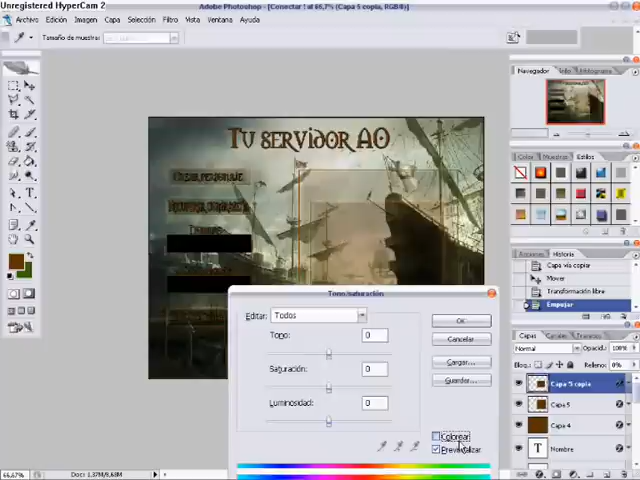 Unregistered HyperCam 2
Adobe Photoshop - [Conectar ! al 66,7% (Capa 5 copia, RGB/8)]
Archivo Edición Imagen Capa Selección Filtro Vista Ventana Ayuda
Tamaño de muestra:
Navegador Info Histograma
TU SERVIDOR AO
Color Muestras Estilos
Acciones Historia
Capa vía copiar
Mover
Transformación libre
Empujar
Tono/saturación
Editar: Todos
Tono: 0
Saturación: 0
Luminosidad: 0
OK
Cancelar
Cargar...
Guardar...
Colorear
Previsualizar
Capas Canales Trazados
Normal Opacid.: 100%
Bloq.: Relleno: 0%
Capa 5 copia
Capa 5
Capa 4
T Nombre
66,67% Doc: 1,37M/8,68M